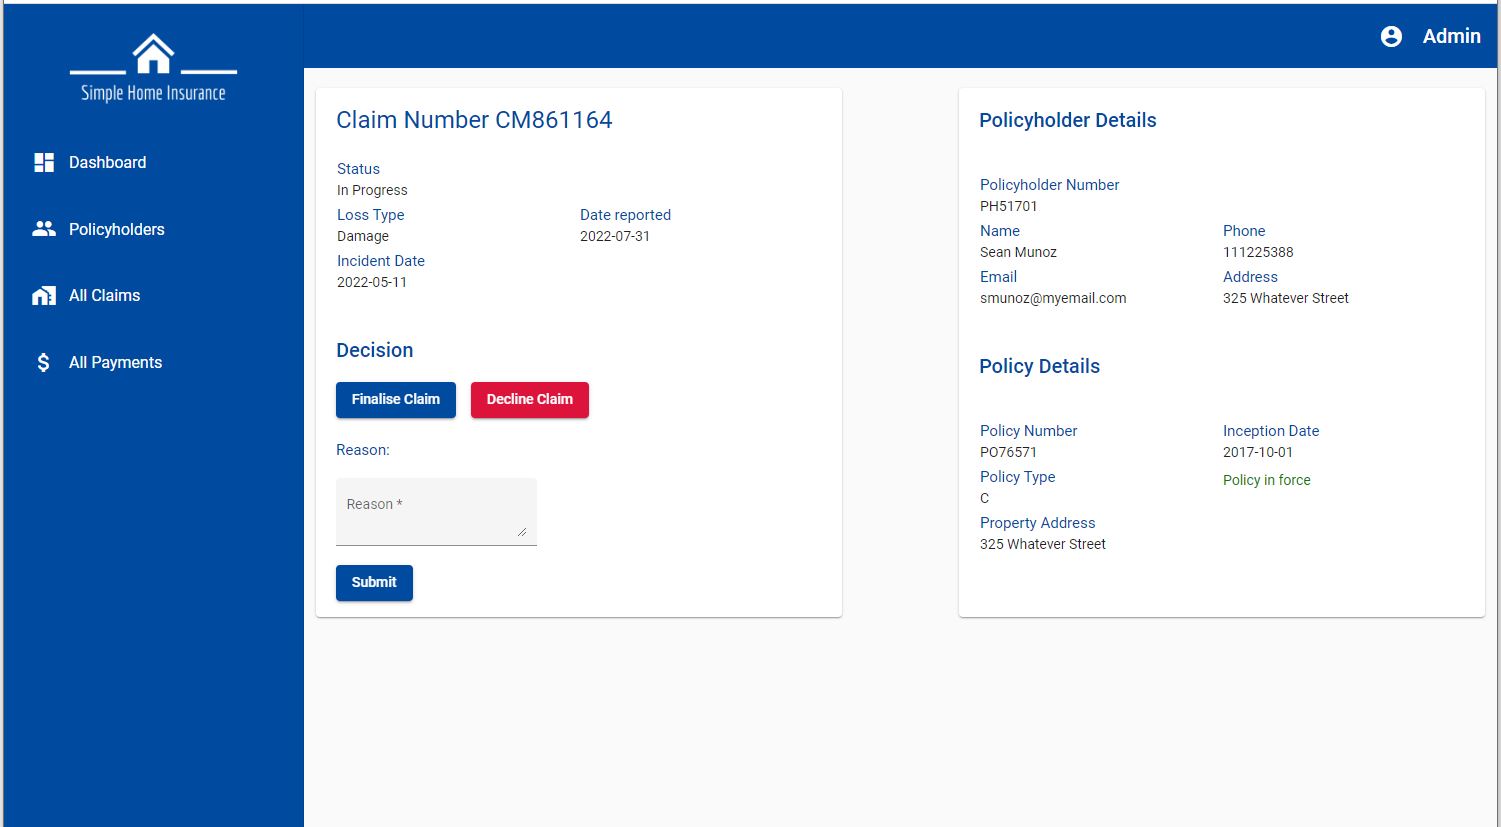 Simple Home Insurance
Dashboard
Policyholders
All Claims
All Payments
Admin
Claim Number CM861164
Status
In Progress
Loss Type
Damage
Date reported
2022-07-31
Incident Date
2022-05-11
Decision
Finalise Claim
Decline Claim
Reason:
Reason *
Submit
Policyholder Details
Policyholder Number
PH51701
Name
Sean Munoz
Phone
111225388
Email
smunoz@myemail.com
Address
325 Whatever Street
Policy Details
Policy Number
PO76571
Inception Date
2017-10-01
Policy Type
C
Policy in force
Property Address
325 Whatever Street